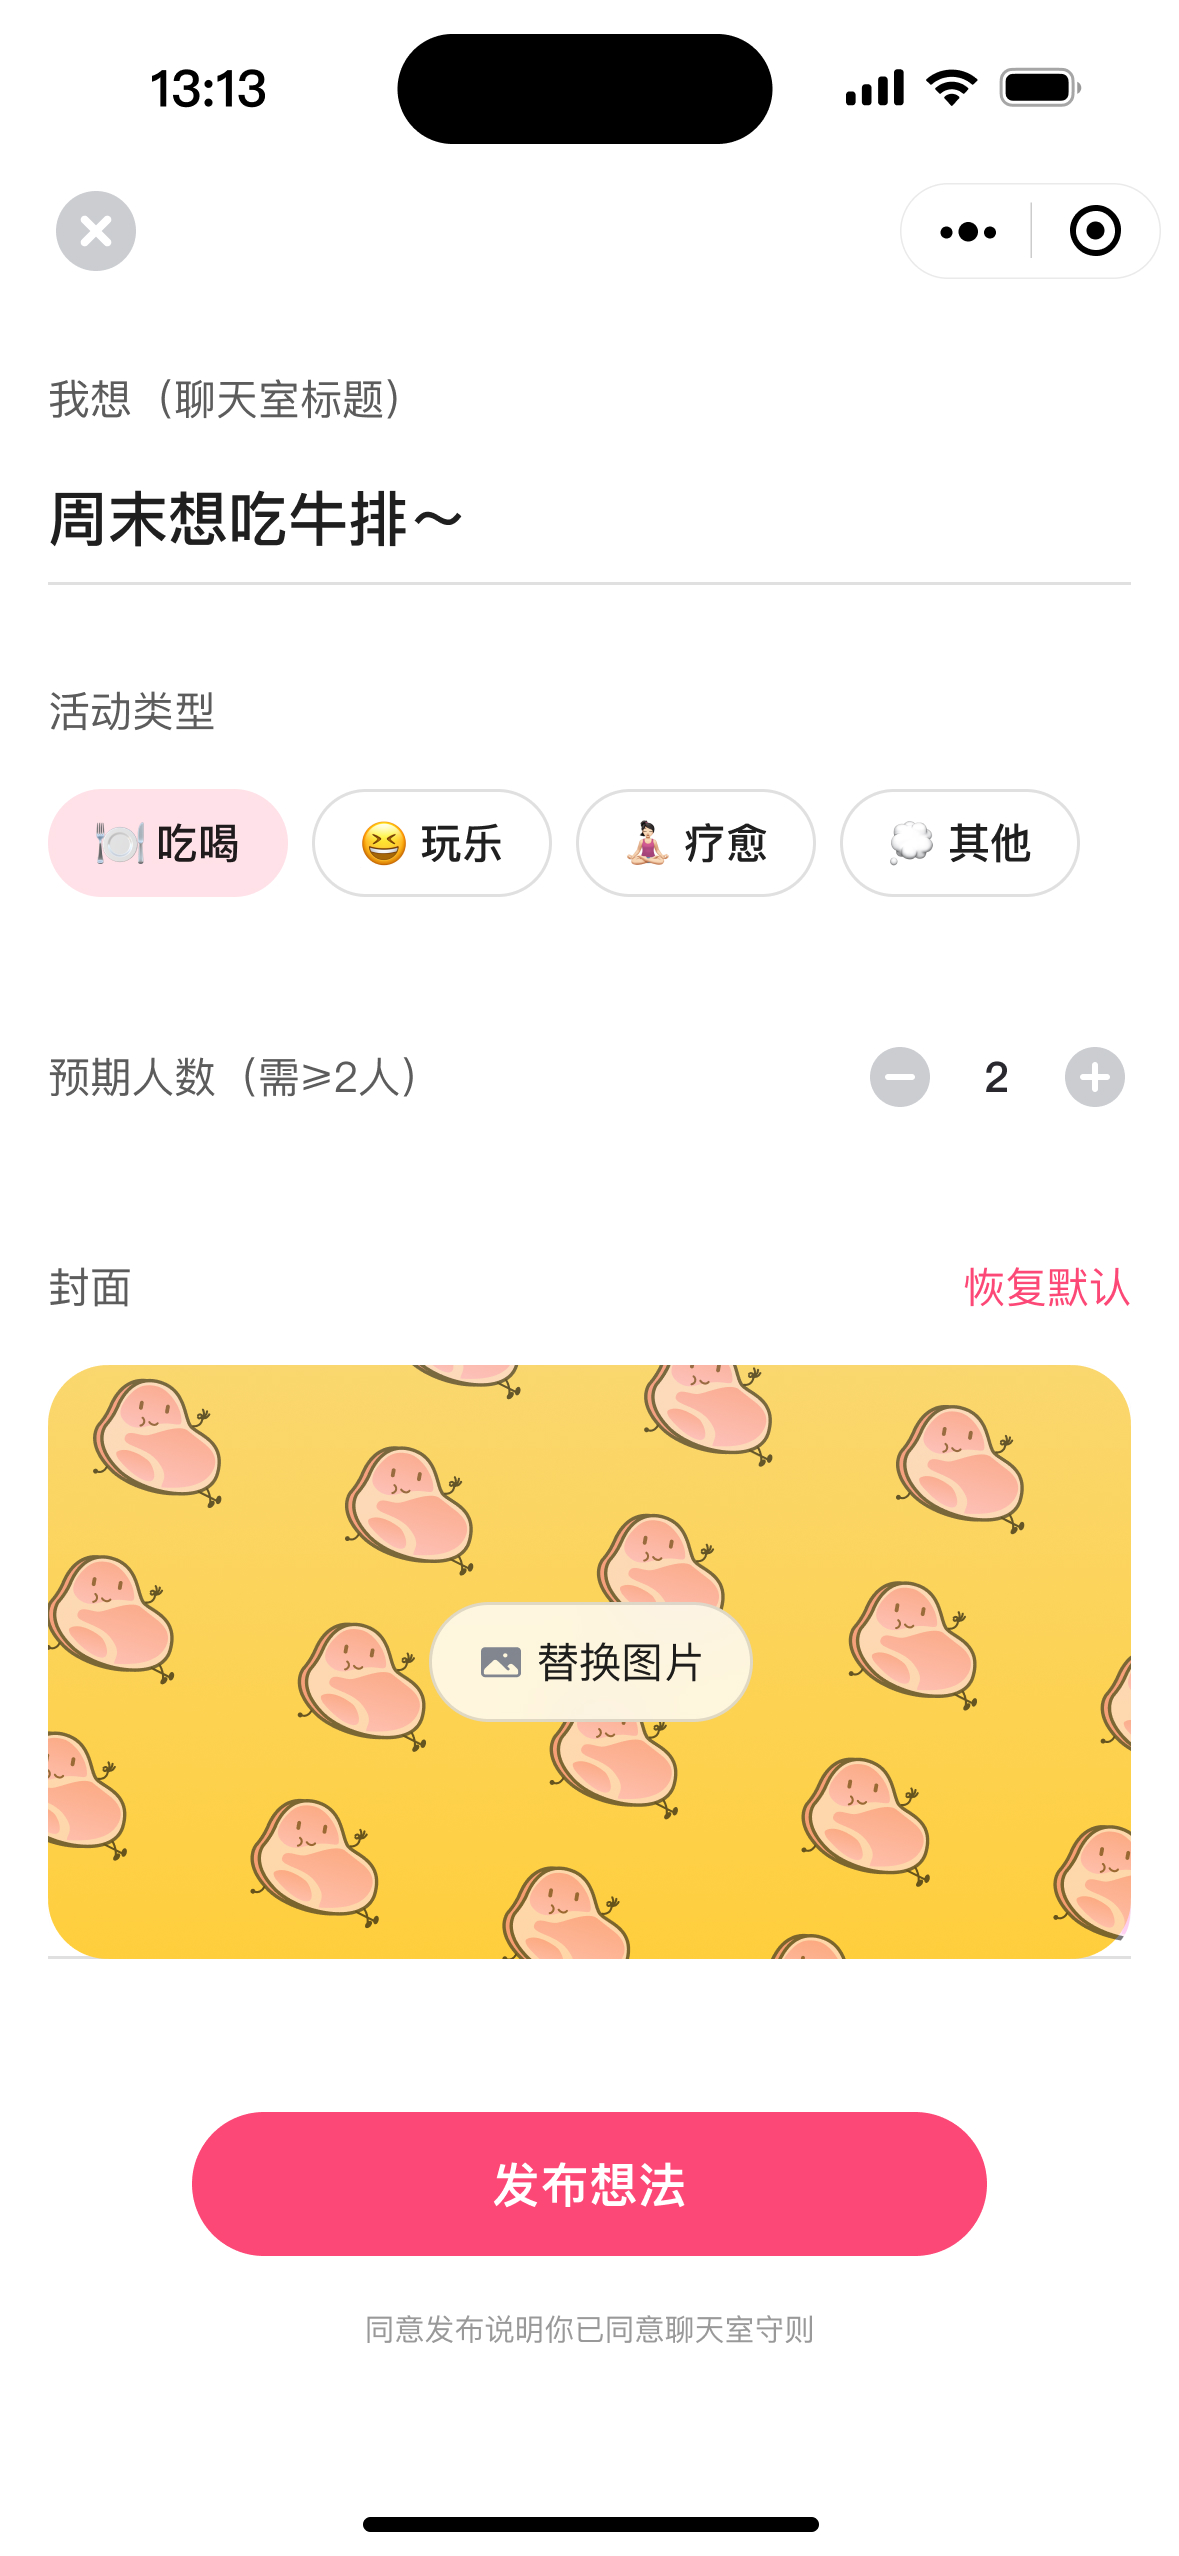 13:13
我想（聊天室标题）
周末想吃牛排～
活动类型
🍽️ 吃喝 😆 玩乐 🧘🏻‍♀️ 疗愈 💭 其他
预期人数（需⩾2人） 2
封面 恢复默认
替换图片
发布想法
同意发布说明你已同意聊天室守则